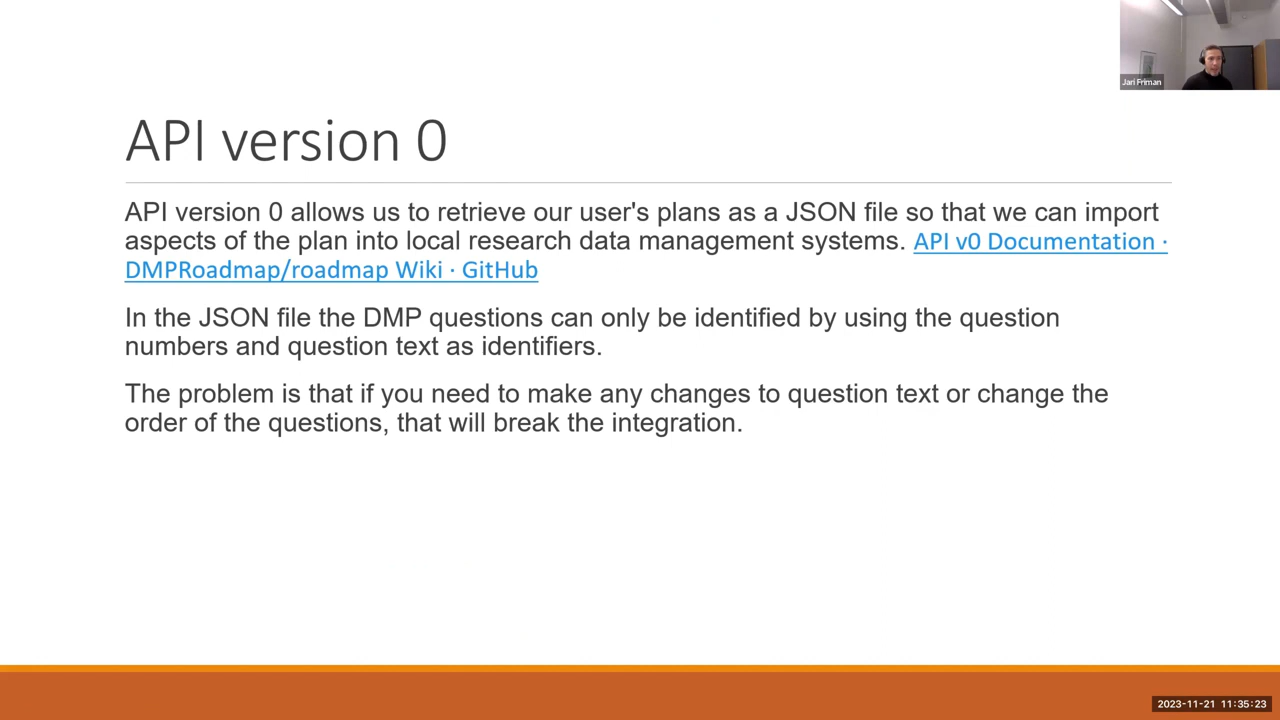 Jari Friman
API version 0
API version 0 allows us to retrieve our user's plans as a JSON file so that we can import
aspects of the plan into local research data management systems. API v0 Documentation ·
DMPRoadmap/roadmap Wiki · GitHub
In the JSON file the DMP questions can only be identified by using the question
numbers and question text as identifiers.
The problem is that if you need to make any changes to question text or change the
order of the questions, that will break the integration.
2023-11-21 11:35:23